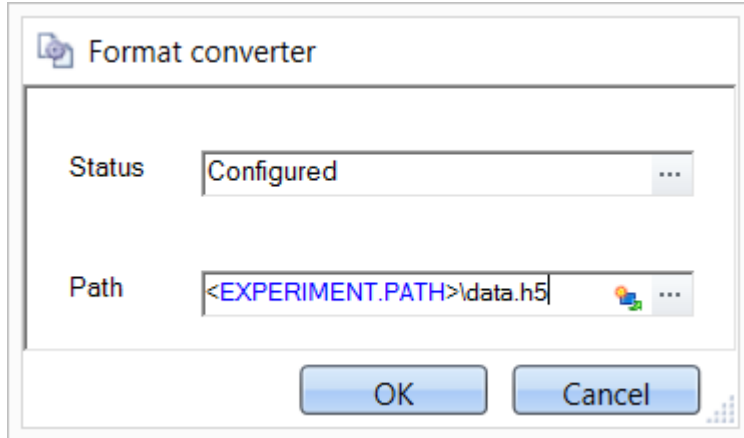 Format converter
Status Configured ...
Path <EXPERIMENT.PATH>\data.h5 ...
OK Cancel